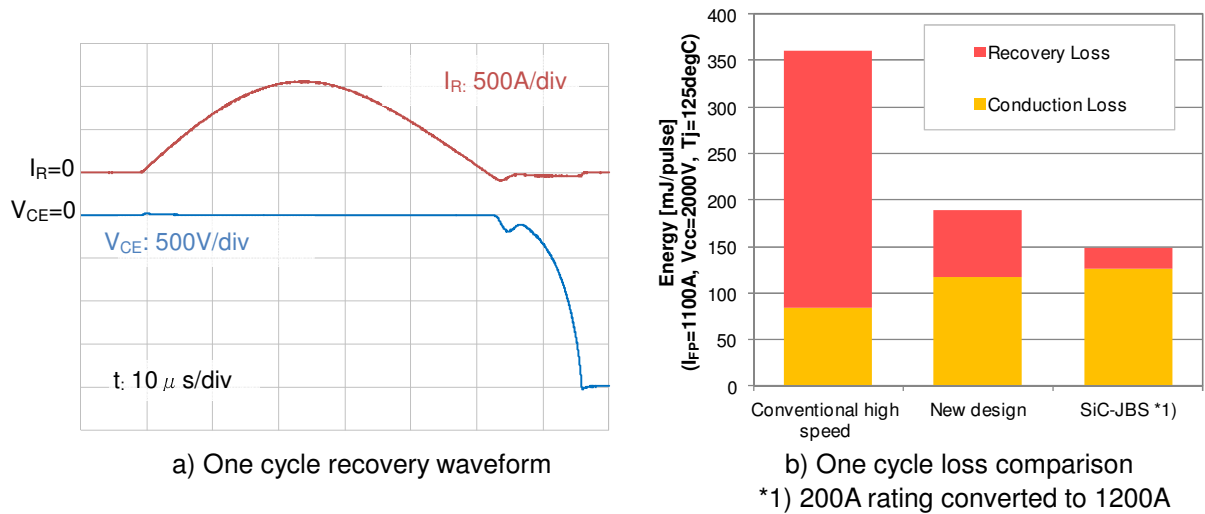 I_R: 500A/div
I_R=0
V_CE=0
V_CE: 500V/div
t: 10 μ s/div
a) One cycle recovery waveform
Energy [mJ/pulse]
(I_FP=1100A, Vcc=2000V, Tj=125degC)
400
350
300
250
200
150
100
50
0
Recovery Loss
Conduction Loss
Conventional high
speed
New design
SiC-JBS *1)
b) One cycle loss comparison
*1) 200A rating converted to 1200A